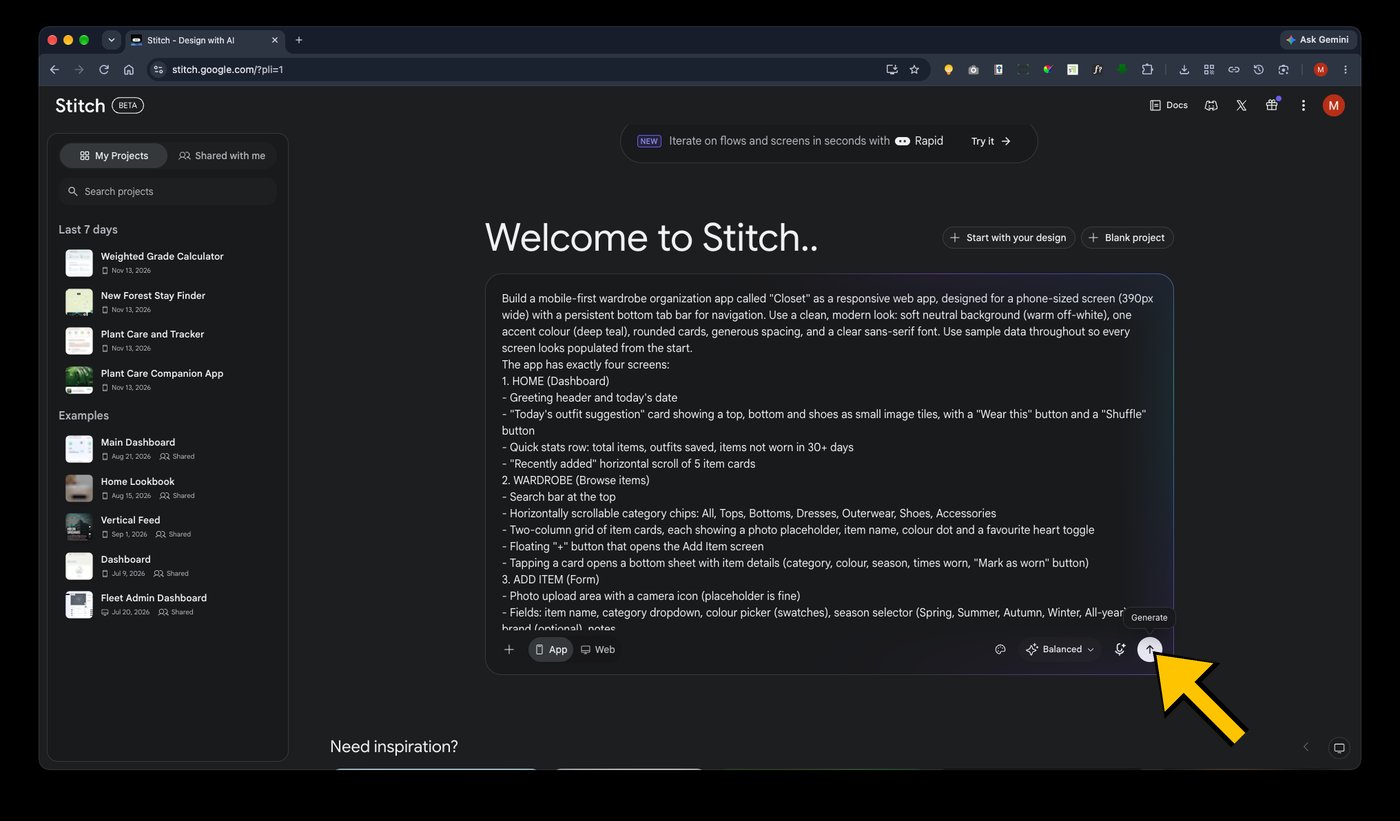 Stitch - Design with AI
Ask Gemini
stitch.google.com/?pli=1
M
Stitch BETA
Docs
M
My Projects
Shared with me
Search projects
Last 7 days
Weighted Grade Calculator
Nov 13, 2026
New Forest Stay Finder
Nov 13, 2026
Plant Care and Tracker
Nov 13, 2026
Plant Care Companion App
Nov 13, 2026
Examples
Main Dashboard
Aug 21, 2026 Shared
Home Lookbook
Aug 15, 2026 Shared
Vertical Feed
Sep 1, 2026 Shared
Dashboard
Jul 9, 2026 Shared
Fleet Admin Dashboard
Jul 20, 2026 Shared
NEW Iterate on flows and screens in seconds with Rapid Try it
Welcome to Stitch..
Start with your design
Blank project
Build a mobile-first wardrobe organization app called "Closet" as a responsive web app, designed for a phone-sized screen (390px
wide) with a persistent bottom tab bar for navigation. Use a clean, modern look: soft neutral background (warm off-white), one
accent colour (deep teal), rounded cards, generous spacing, and a clear sans-serif font. Use sample data throughout so every
screen looks populated from the start.
The app has exactly four screens:
1. HOME (Dashboard)
- Greeting header and today's date
- "Today's outfit suggestion" card showing a top, bottom and shoes as small image tiles, with a "Wear this" button and a "Shuffle"
button
- Quick stats row: total items, outfits saved, items not worn in 30+ days
- "Recently added" horizontal scroll of 5 item cards
2. WARDROBE (Browse items)
- Search bar at the top
- Horizontally scrollable category chips: All, Tops, Bottoms, Dresses, Outerwear, Shoes, Accessories
- Two-column grid of item cards, each showing a photo placeholder, item name, colour dot and a favourite heart toggle
- Floating "+" button that opens the Add Item screen
- Tapping a card opens a bottom sheet with item details (category, colour, season, times worn, "Mark as worn" button)
3. ADD ITEM (Form)
- Photo upload area with a camera icon (placeholder is fine)
- Fields: item name, category dropdown, colour picker (swatches), season selector (Spring, Summer, Autumn, Winter, All-year)
brand (optional), notes
Generate
App
Web
Balanced
Need inspiration?